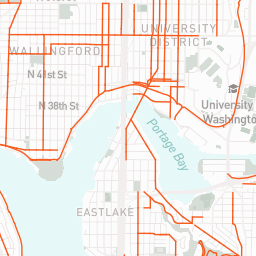 UNIVERSITY
DISTRICT
WALLINGFORD
N 41st St
N 38th St
University
Washington
Portage Bay
EASTLAKE